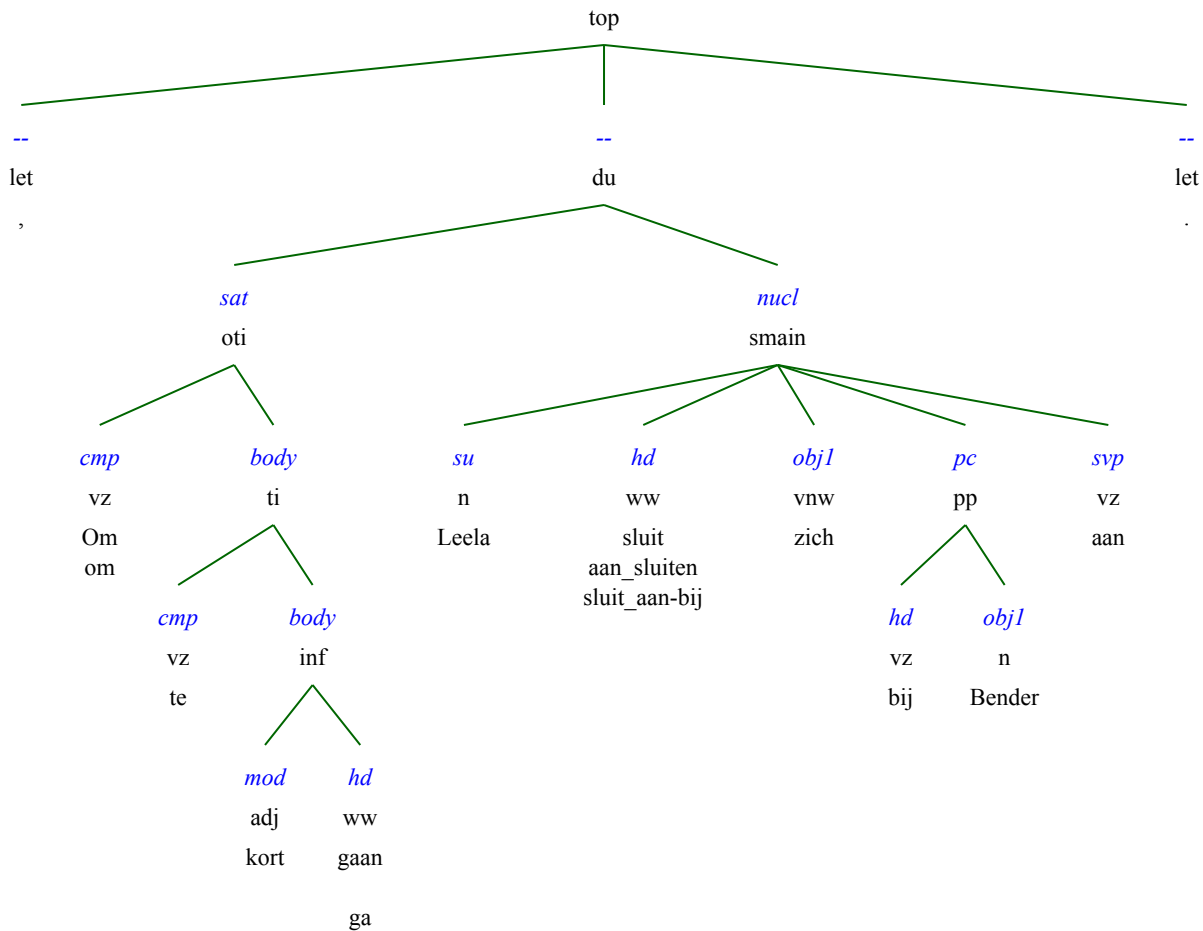 top
-- -- --
let du let
, .
sat nucl
oti smain
cmp body su hd obj1 pc svp
vz ti n ww vnw pp vz
Om Leela sluit zich aan
om aan_sluiten
sluit_aan-bij
cmp body hd obj1
vz inf vz n
te bij Bender
mod hd
adj ww
kort gaan
ga